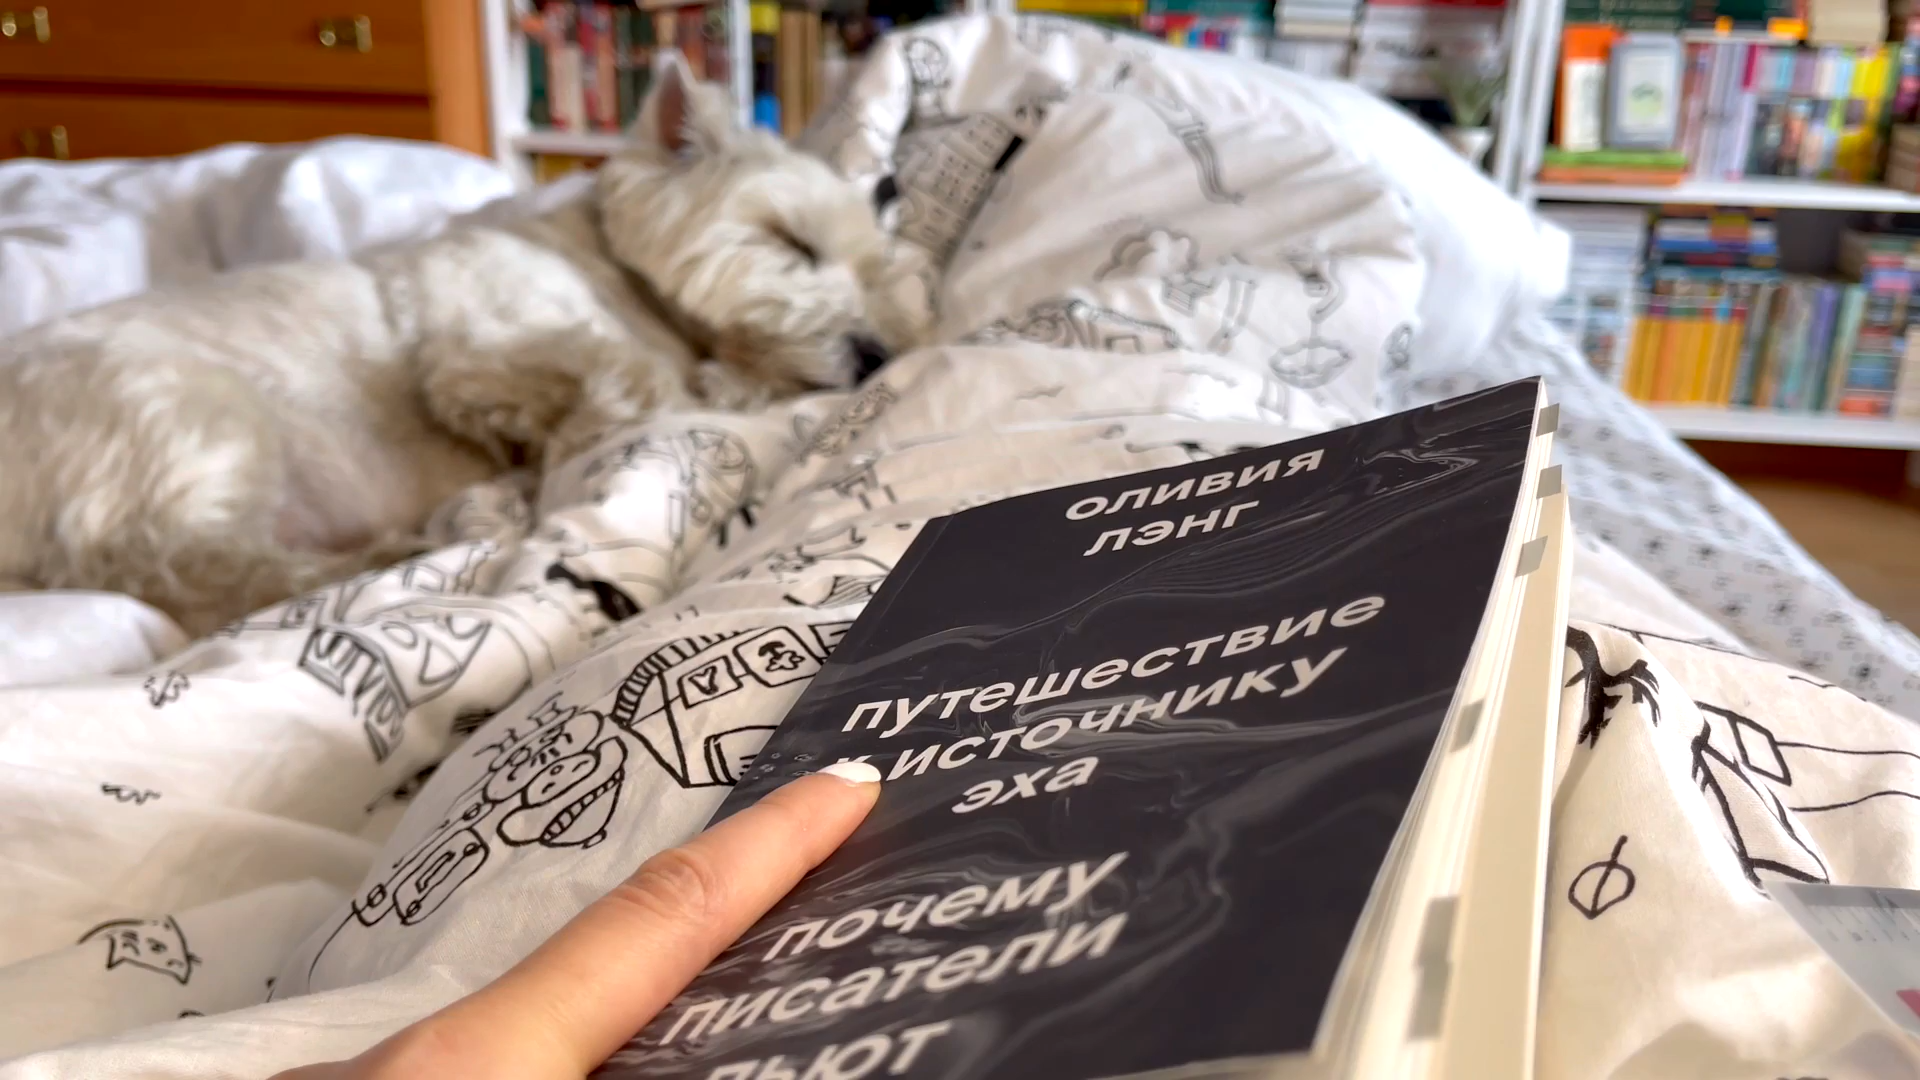 оливия
лэнг
путешествие
к источнику
эха
почему
писатели
пьют